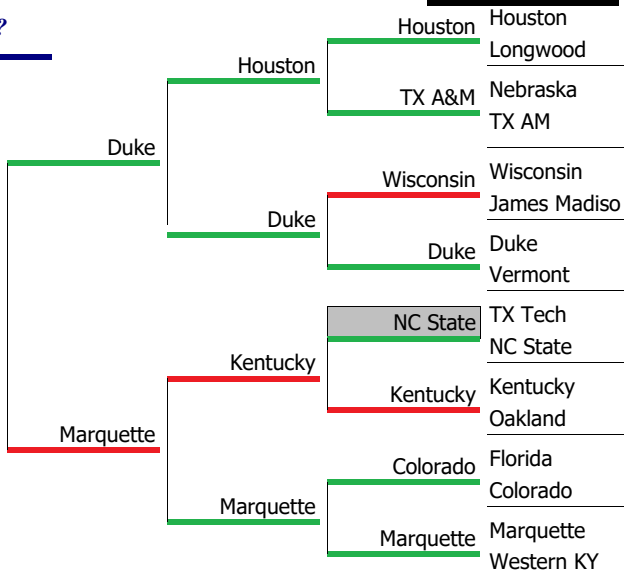 ?
Houston
Houston
Longwood
Houston
TX A&M
Nebraska
TX AM
Duke
Wisconsin
Wisconsin
James Madiso
Duke
Duke
Duke
Vermont
NC State
TX Tech
NC State
Kentucky
Kentucky
Kentucky
Oakland
Marquette
Colorado
Florida
Colorado
Marquette
Marquette
Marquette
Western KY